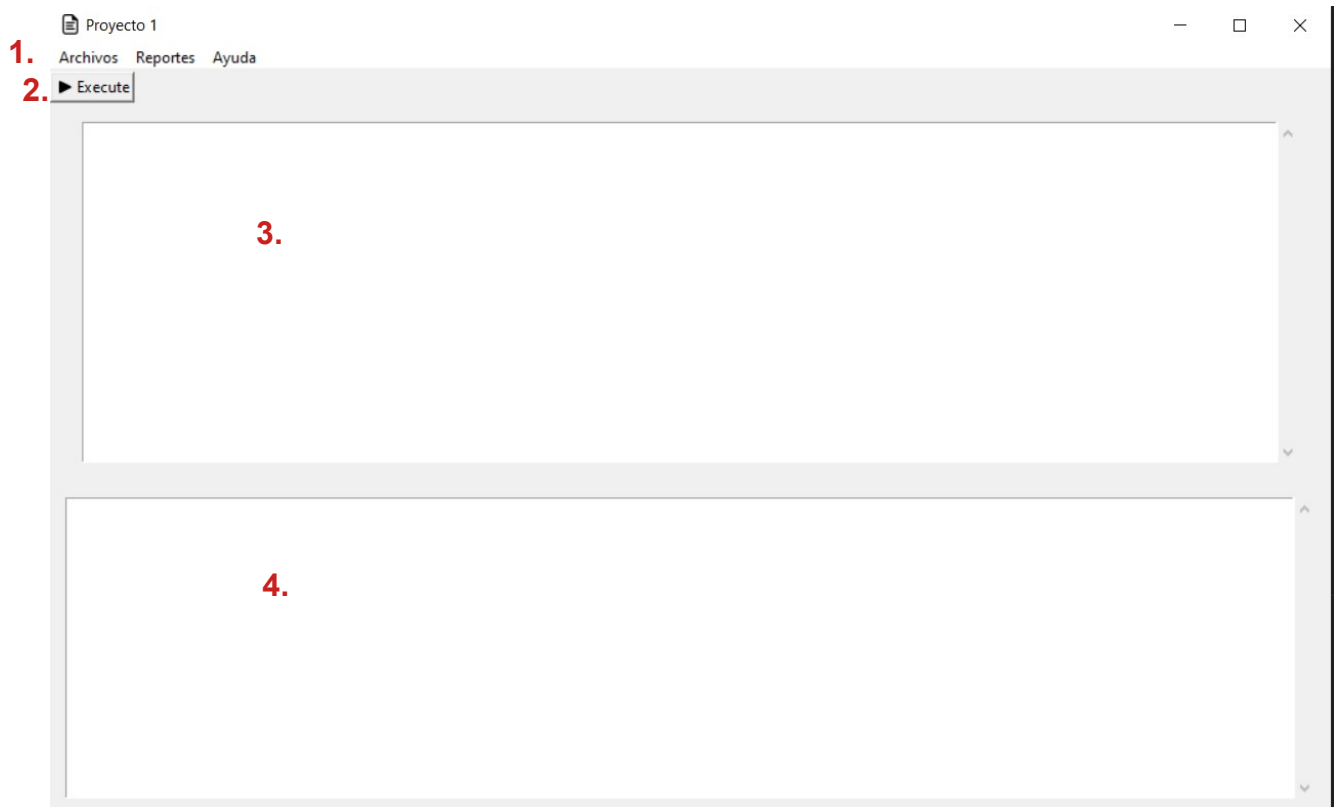 Proyecto 1
1. Archivos Reportes Ayuda
2. Execute
3.
4.